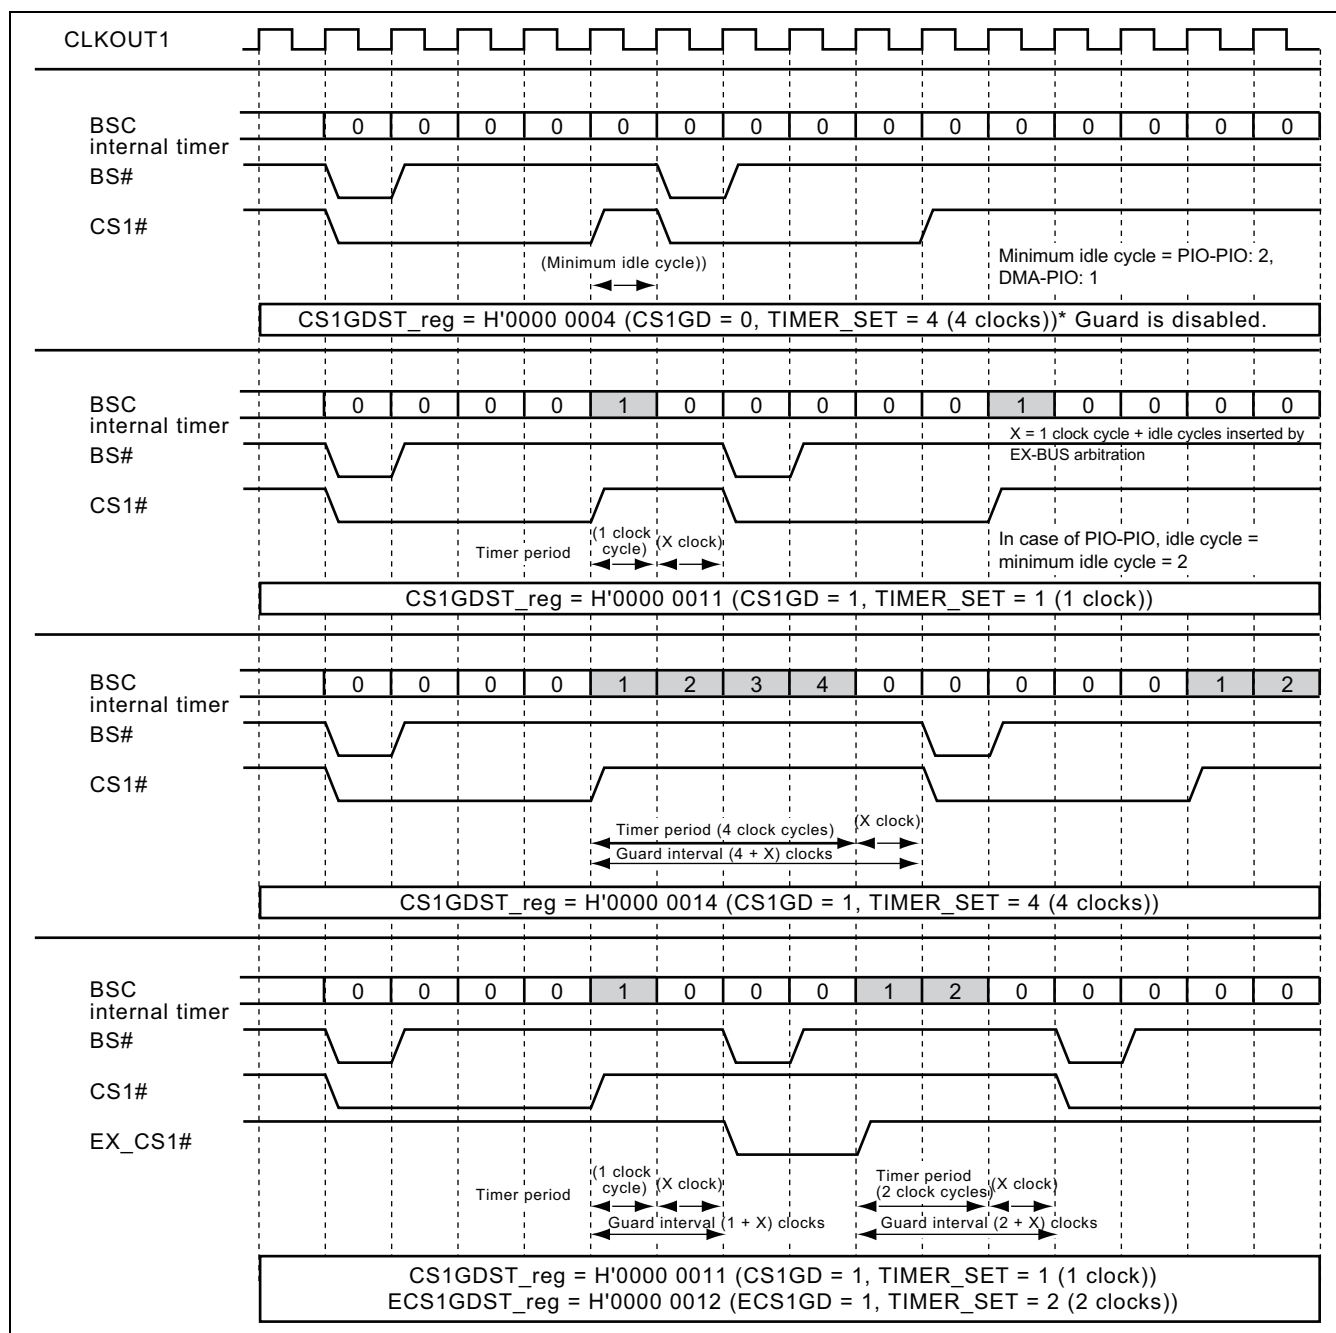 CLKOUT1
BSC
internal timer
0 0 0 0 0 0 0 0 0 0 0 0 0 0 0
BS#
CS1#
(Minimum idle cycle))
Minimum idle cycle = PIO-PIO: 2,
DMA-PIO: 1
CS1GDST_reg = H'0000 0004 (CS1GD = 0, TIMER_SET = 4 (4 clocks))* Guard is disabled.
BSC
internal timer
0 0 0 0 1 0 0 0 0 0 1 0 0 0 0
BS#
X = 1 clock cycle + idle cycles inserted by
EX-BUS arbitration
CS1#
Timer period
(1 clock
cycle)
(X clock)
In case of PIO-PIO, idle cycle =
minimum idle cycle = 2
CS1GDST_reg = H'0000 0011 (CS1GD = 1, TIMER_SET = 1 (1 clock))
BSC
internal timer
0 0 0 0 1 2 3 4 0 0 0 0 0 1 2
BS#
CS1#
Timer period (4 clock cycles)
(X clock)
Guard interval (4 + X) clocks
CS1GDST_reg = H'0000 0014 (CS1GD = 1, TIMER_SET = 4 (4 clocks))
BSC
internal timer
0 0 0 0 1 0 0 0 1 2 0 0 0 0 0
BS#
CS1#
EX_CS1#
Timer period
(1 clock
cycle)
(X clock)
Guard interval (1 + X) clocks
Timer period
(2 clock cycles)
(X clock)
Guard interval (2 + X) clocks
CS1GDST_reg = H'0000 0011 (CS1GD = 1, TIMER_SET = 1 (1 clock))
ECS1GDST_reg = H'0000 0012 (ECS1GD = 1, TIMER_SET = 2 (2 clocks))